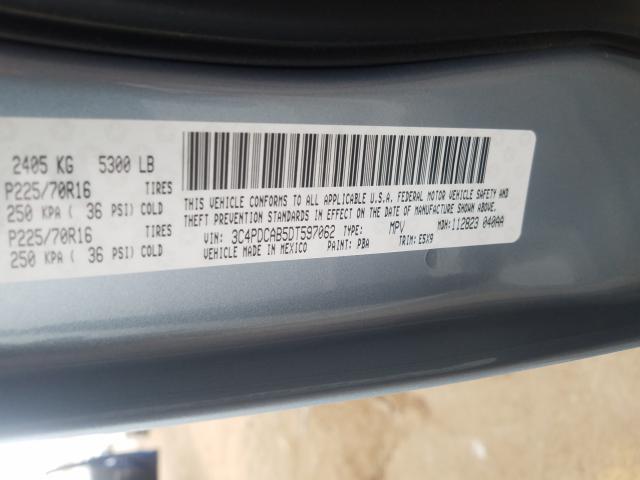 2405 KG 5300 LB
P225/70R16 TIRES
250 KPA ( 36 PSI) COLD
P225/70R16 TIRES
250 KPA ( 36 PSI) COLD
THIS VEHICLE CONFORMS TO ALL APPLICABLE U.S.A. FEDERAL MOTOR VEHICLE SAFETY AND
THEFT PREVENTION STANDARDS IN EFFECT ON THE DATE OF MANUFACTURE SHOWN ABOVE.
VIN: 3C4PDCAB5DT597062 TYPE: MPV MDH: 112823 040AA
VEHICLE MADE IN MEXICO PAINT: PBA TRIM: E5X9